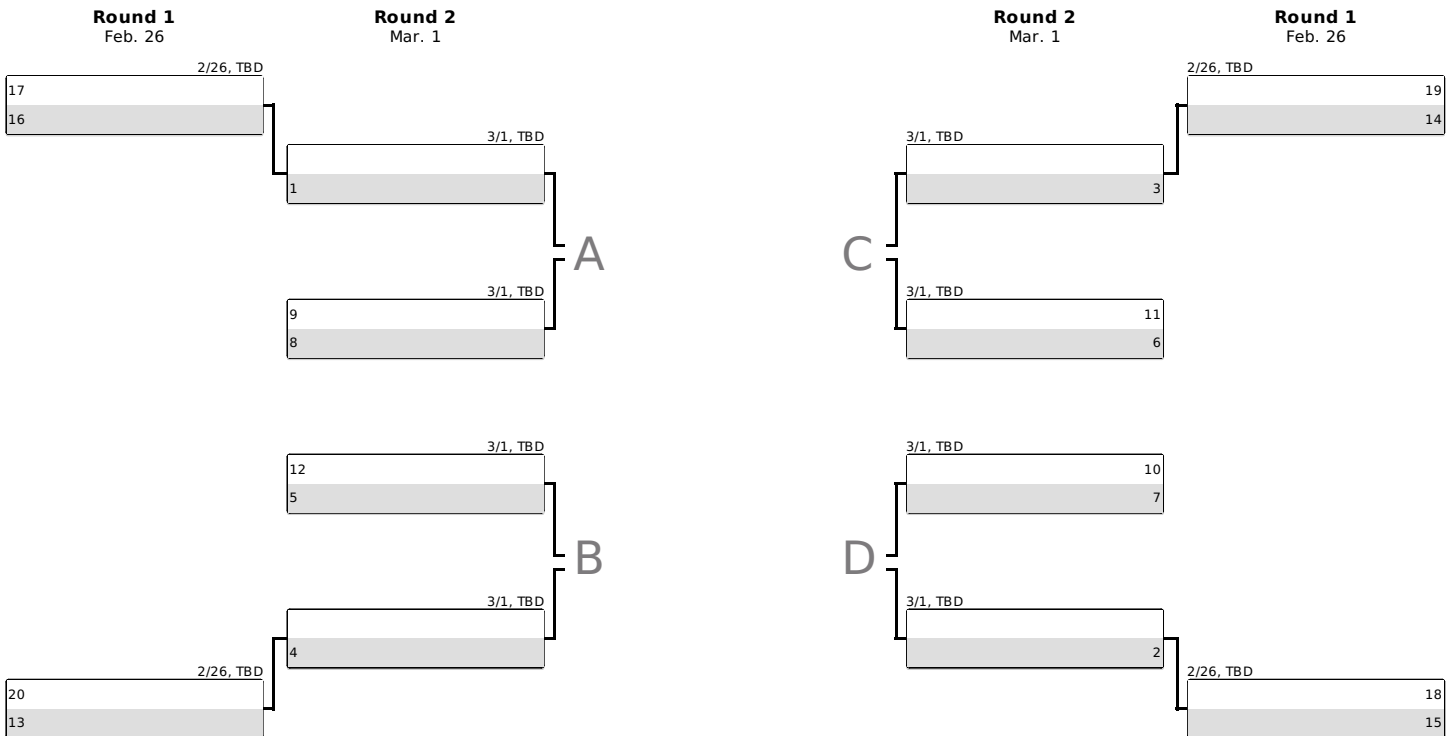 Round 1
Feb. 26
Round 2
Mar. 1
Round 2
Mar. 1
Round 1
Feb. 26
2/26, TBD
17
16
3/1, TBD
1
A
3/1, TBD
9
8
3/1, TBD
12
5
B
3/1, TBD
4
2/26, TBD
20
13
2/26, TBD
19
14
3/1, TBD
3
C
3/1, TBD
11
6
3/1, TBD
10
7
D
3/1, TBD
2
2/26, TBD
18
15